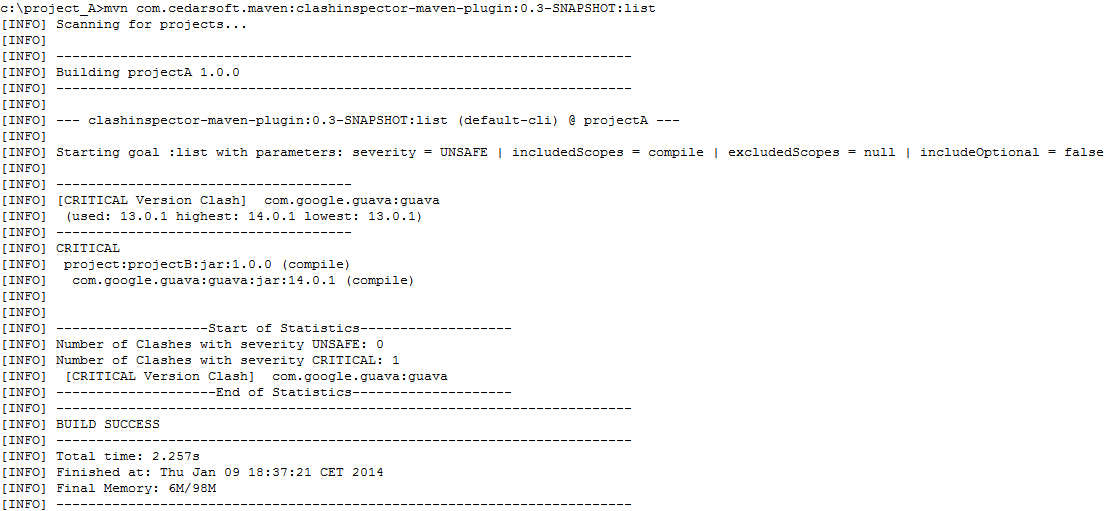 c:\project_A>mvn com.cedarsoft.maven:clashinspector-maven-plugin:0.3-SNAPSHOT:list
[INFO] Scanning for projects...
[INFO]
[INFO] ------------------------------------------------------------------------
[INFO] Building projectA 1.0.0
[INFO] ------------------------------------------------------------------------
[INFO]
[INFO] --- clashinspector-maven-plugin:0.3-SNAPSHOT:list (default-cli) @ projectA ---
[INFO]
[INFO] Starting goal :list with parameters: severity = UNSAFE | includedScopes = compile | excludedScopes = null | includeOptional = false
[INFO]
[INFO] -------------------------------------
[INFO] [CRITICAL Version Clash]  com.google.guava:guava
[INFO]  (used: 13.0.1 highest: 14.0.1 lowest: 13.0.1)
[INFO] -------------------------------------
[INFO] CRITICAL
[INFO]  project:projectB:jar:1.0.0 (compile)
[INFO]   com.google.guava:guava:jar:14.0.1 (compile)
[INFO]
[INFO]
[INFO] -------------------Start of Statistics-------------------
[INFO] Number of Clashes with severity UNSAFE: 0
[INFO] Number of Clashes with severity CRITICAL: 1
[INFO]  [CRITICAL Version Clash]  com.google.guava:guava
[INFO] --------------------End of Statistics--------------------
[INFO] ------------------------------------------------------------------------
[INFO] BUILD SUCCESS
[INFO] ------------------------------------------------------------------------
[INFO] Total time: 2.257s
[INFO] Finished at: Thu Jan 09 18:37:21 CET 2014
[INFO] Final Memory: 6M/98M
[INFO] ------------------------------------------------------------------------